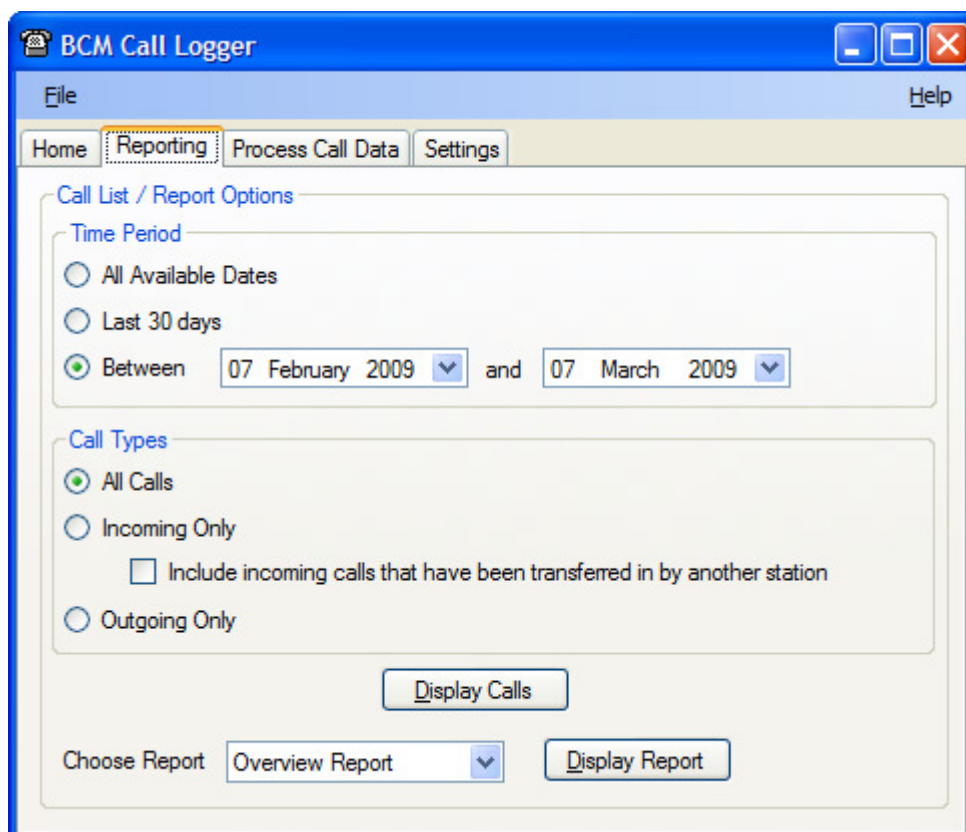 BCM Call Logger
File Help
Home Reporting Process Call Data Settings
Call List / Report Options
Time Period
All Available Dates
Last 30 days
Between 07 February 2009 and 07 March 2009
Call Types
All Calls
Incoming Only
Include incoming calls that have been transferred in by another station
Outgoing Only
Display Calls
Choose Report Overview Report Display Report